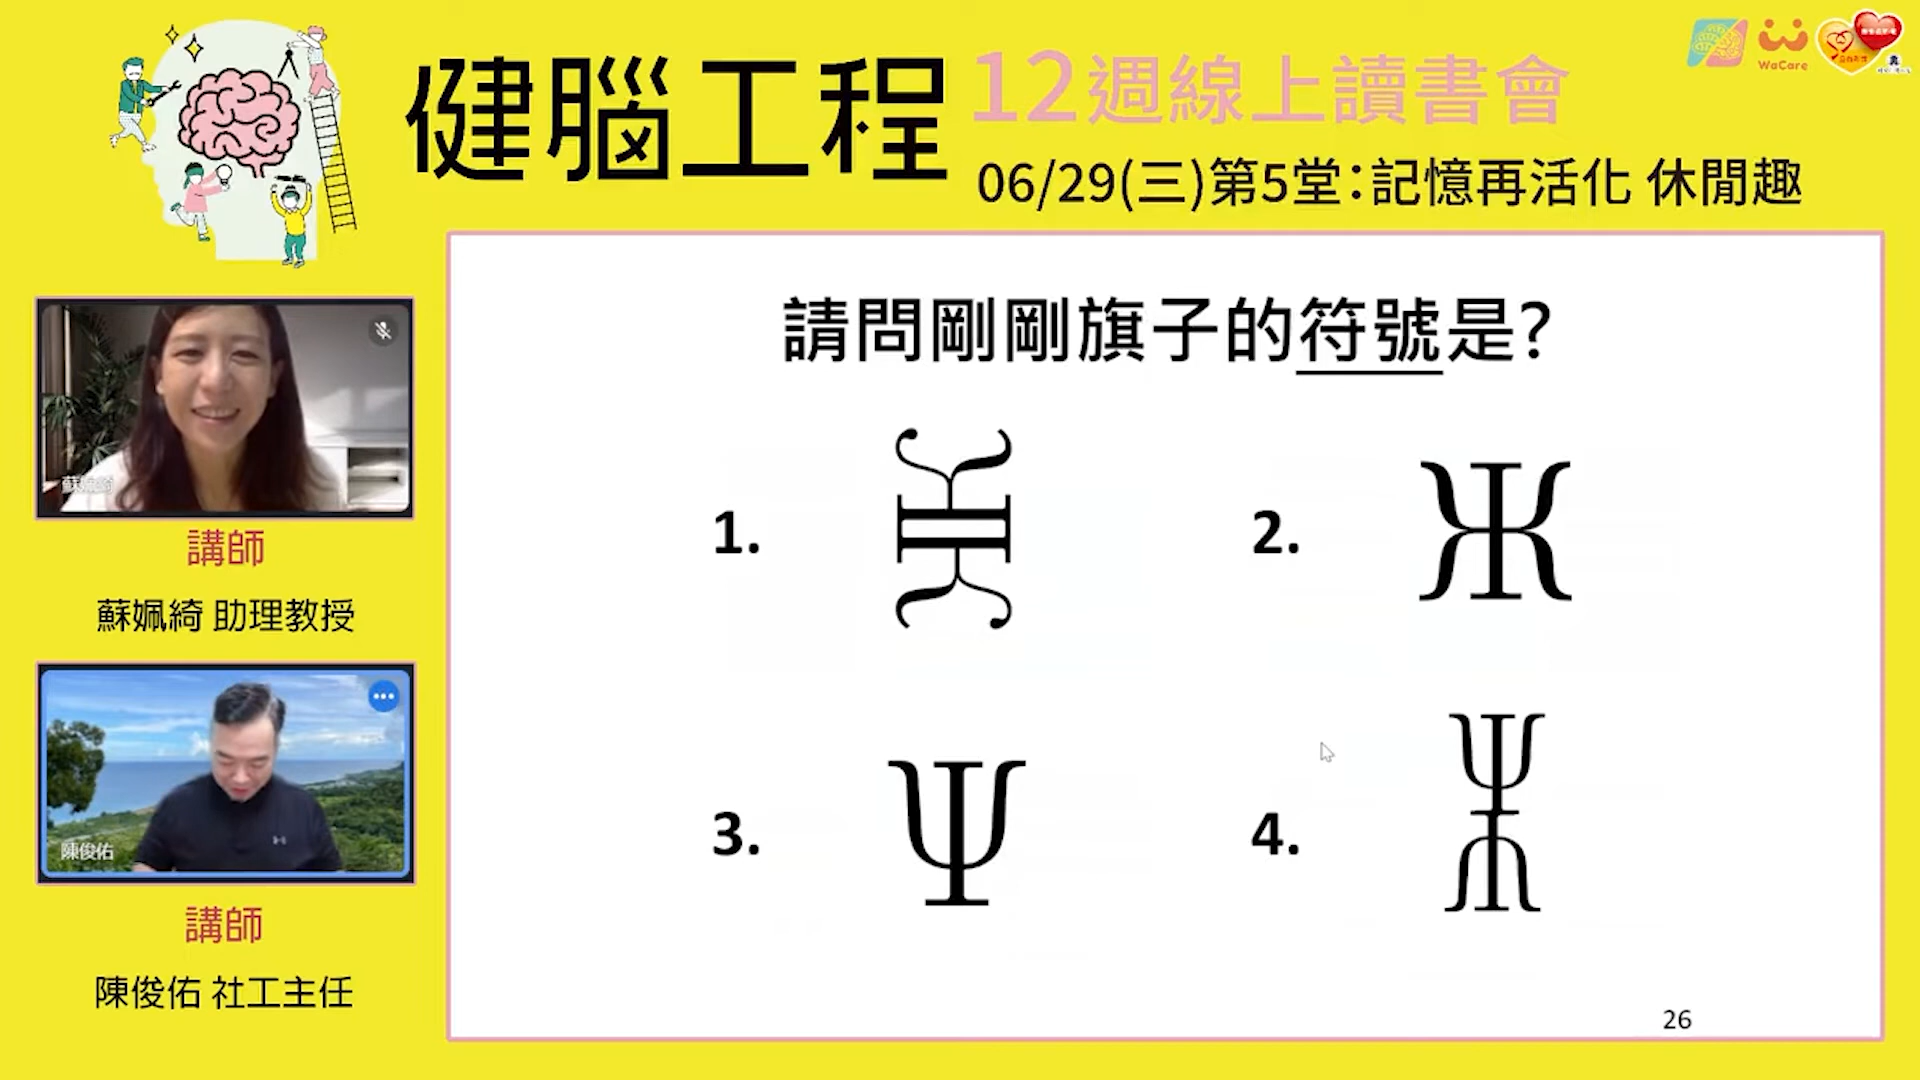 健腦工程
12週線上讀書會
06/29(三)第5堂:記憶再活化 休閒趣
WaCare
講師
蘇姵綺 助理教授
陳俊佑
講師
陳俊佑 社工主任
請問剛剛旗子的符號是?
1.
2.
3. Ψ
4.
26